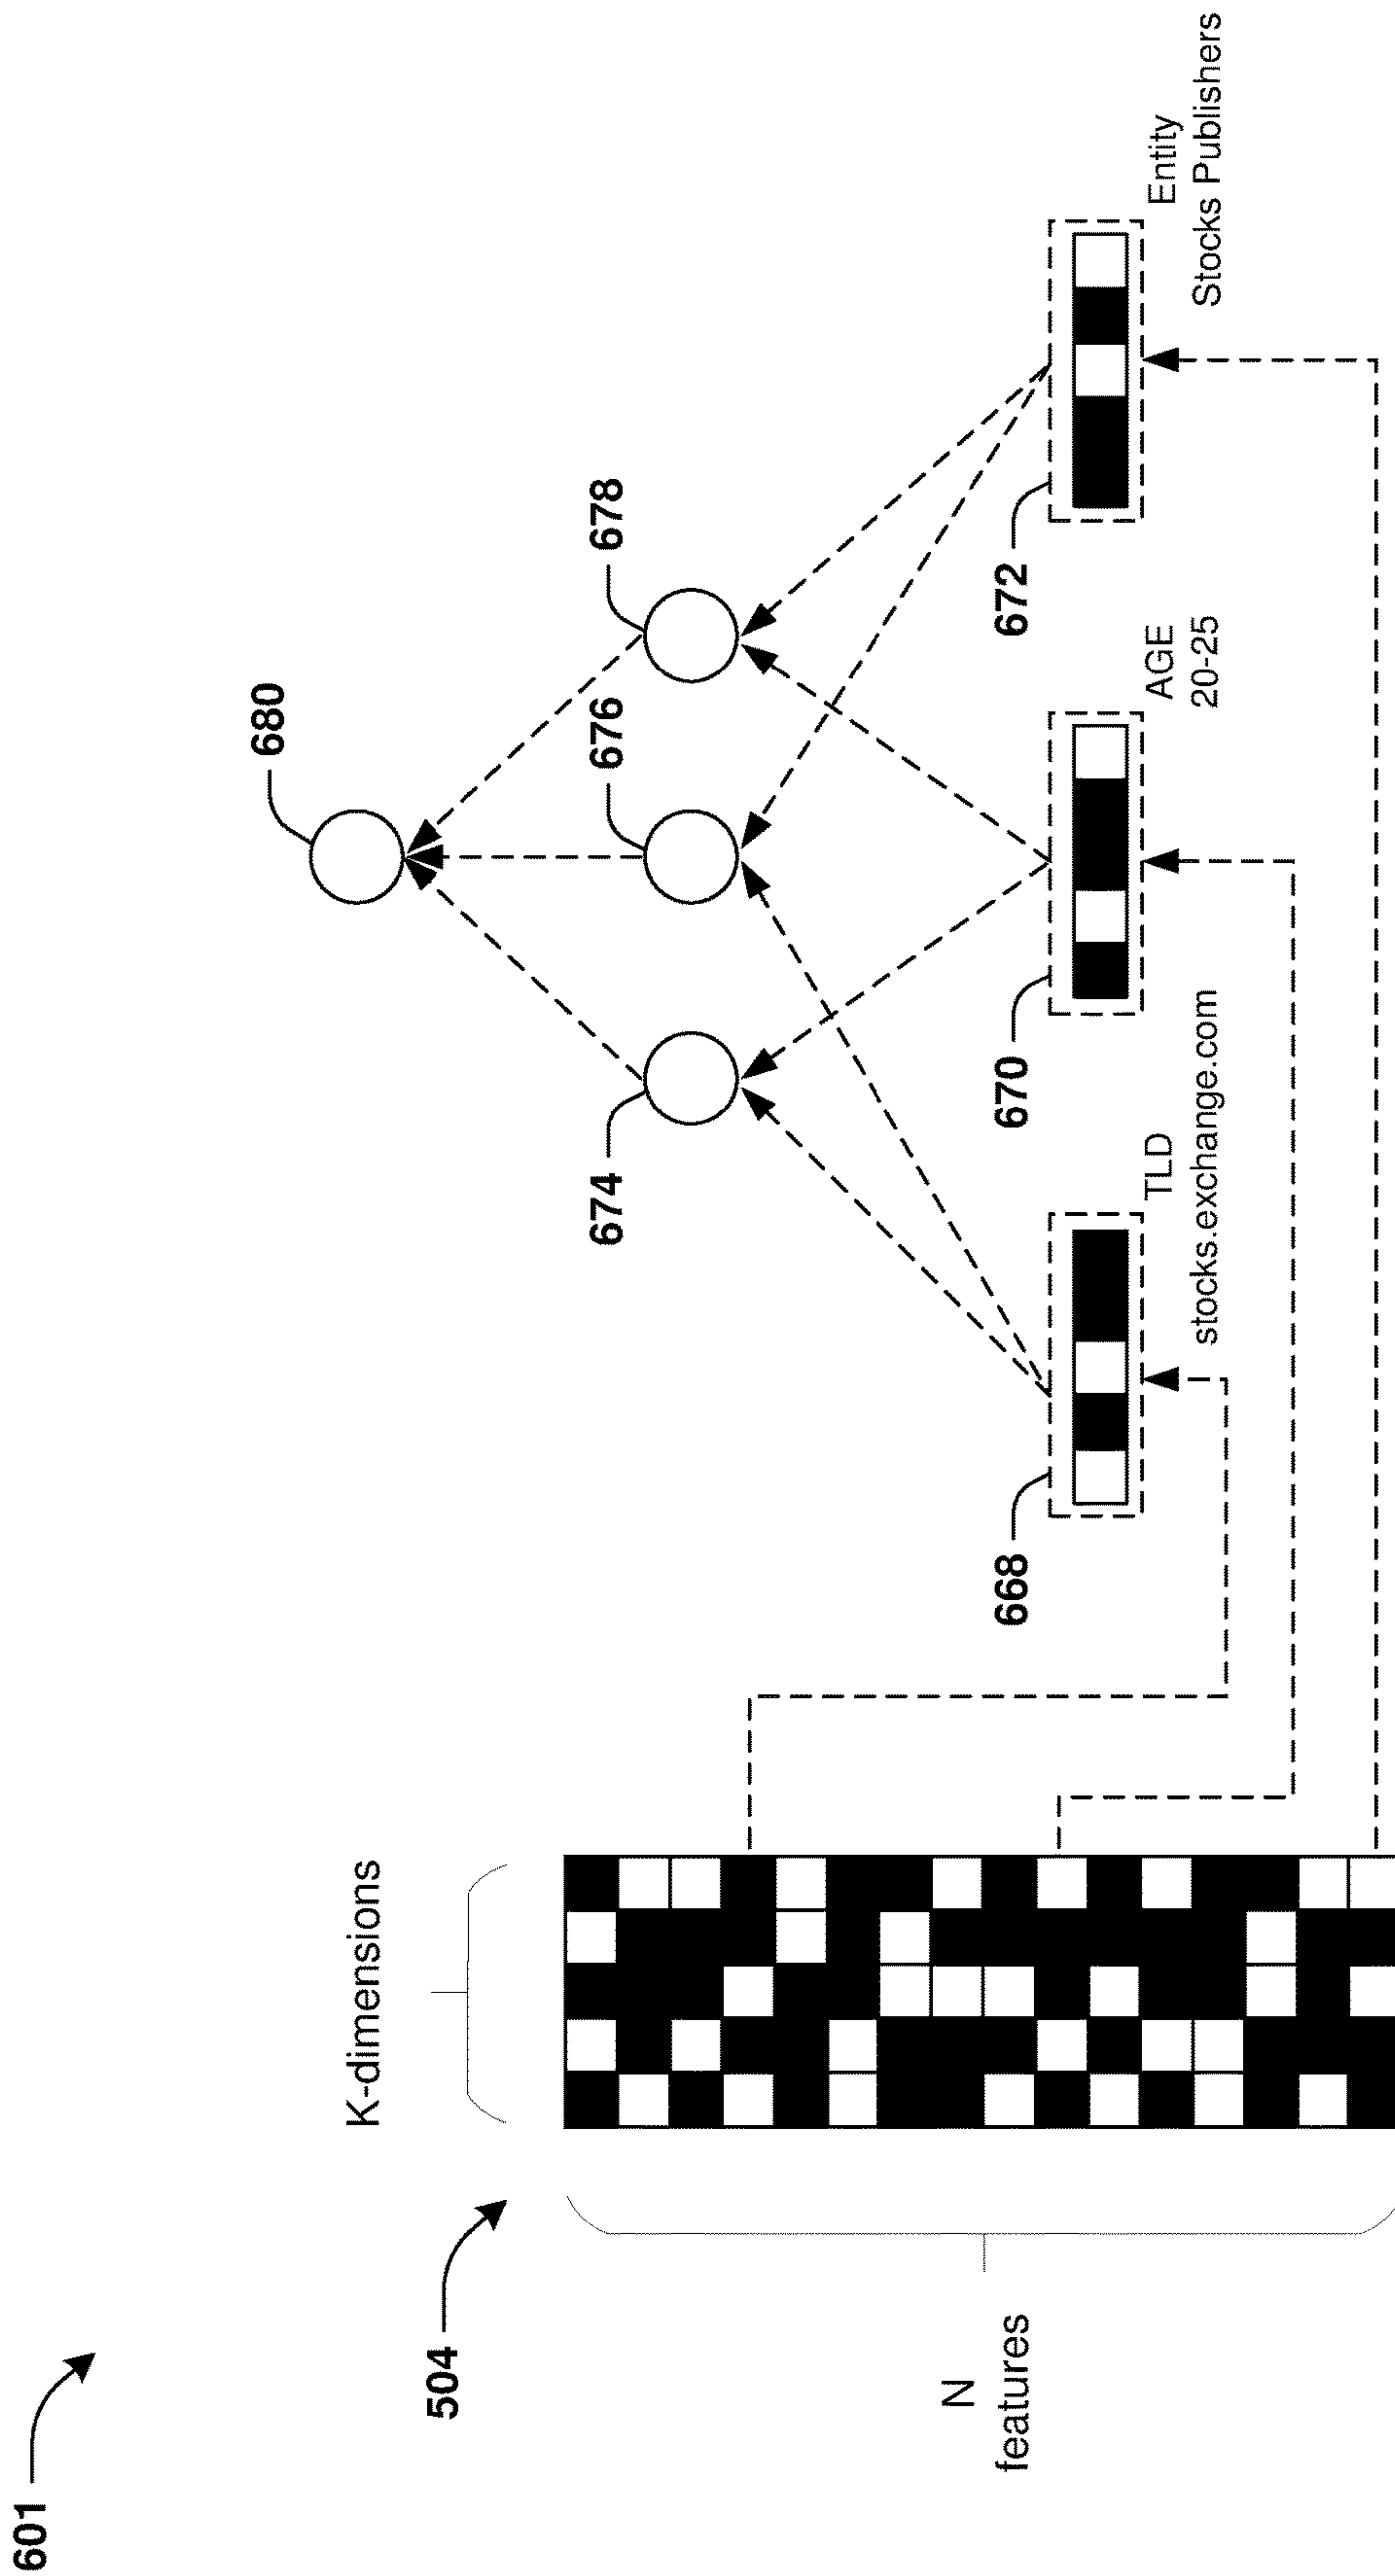 601
680
K-dimensions
504
674
676
678
N
features
668
670
672
TLD
stocks.exchange.com
AGE
20-25
Entity
Stocks Publishers